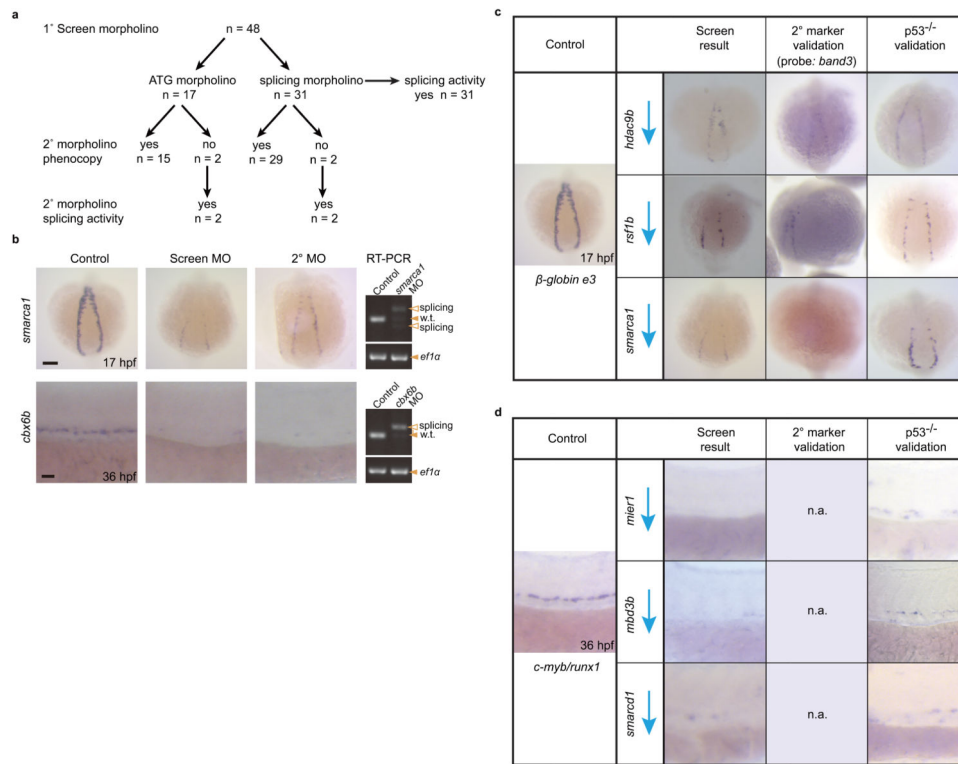 a
1˚ Screen morpholino
n = 48
ATG morpholino
n = 17
splicing morpholino
n = 31
splicing activity
yes n = 31
2˚ morpholino
phenocopy
yes
n = 15
no
n = 2
yes
n = 29
no
n = 2
2˚ morpholino
splicing activity
yes
n = 2
yes
n = 2
b
Control
Screen MO
2˚ MO
RT-PCR
smarca1
17 hpf
Control
smarca1
MO
splicing
w.t.
splicing
ef1α
cbx6b
36 hpf
Control
cbx6b
MO
splicing
w.t.
ef1α
c
Control
Screen
result
2° marker
validation
(probe: band3)
p53-/-
validation
hdac9b
rsf1b
smarca1
17 hpf
β-globin e3
d
Control
Screen
result
2° marker
validation
p53-/-
validation
mier1
n.a.
mbd3b
n.a.
smarcd1
n.a.
36 hpf
c-myb/runx1